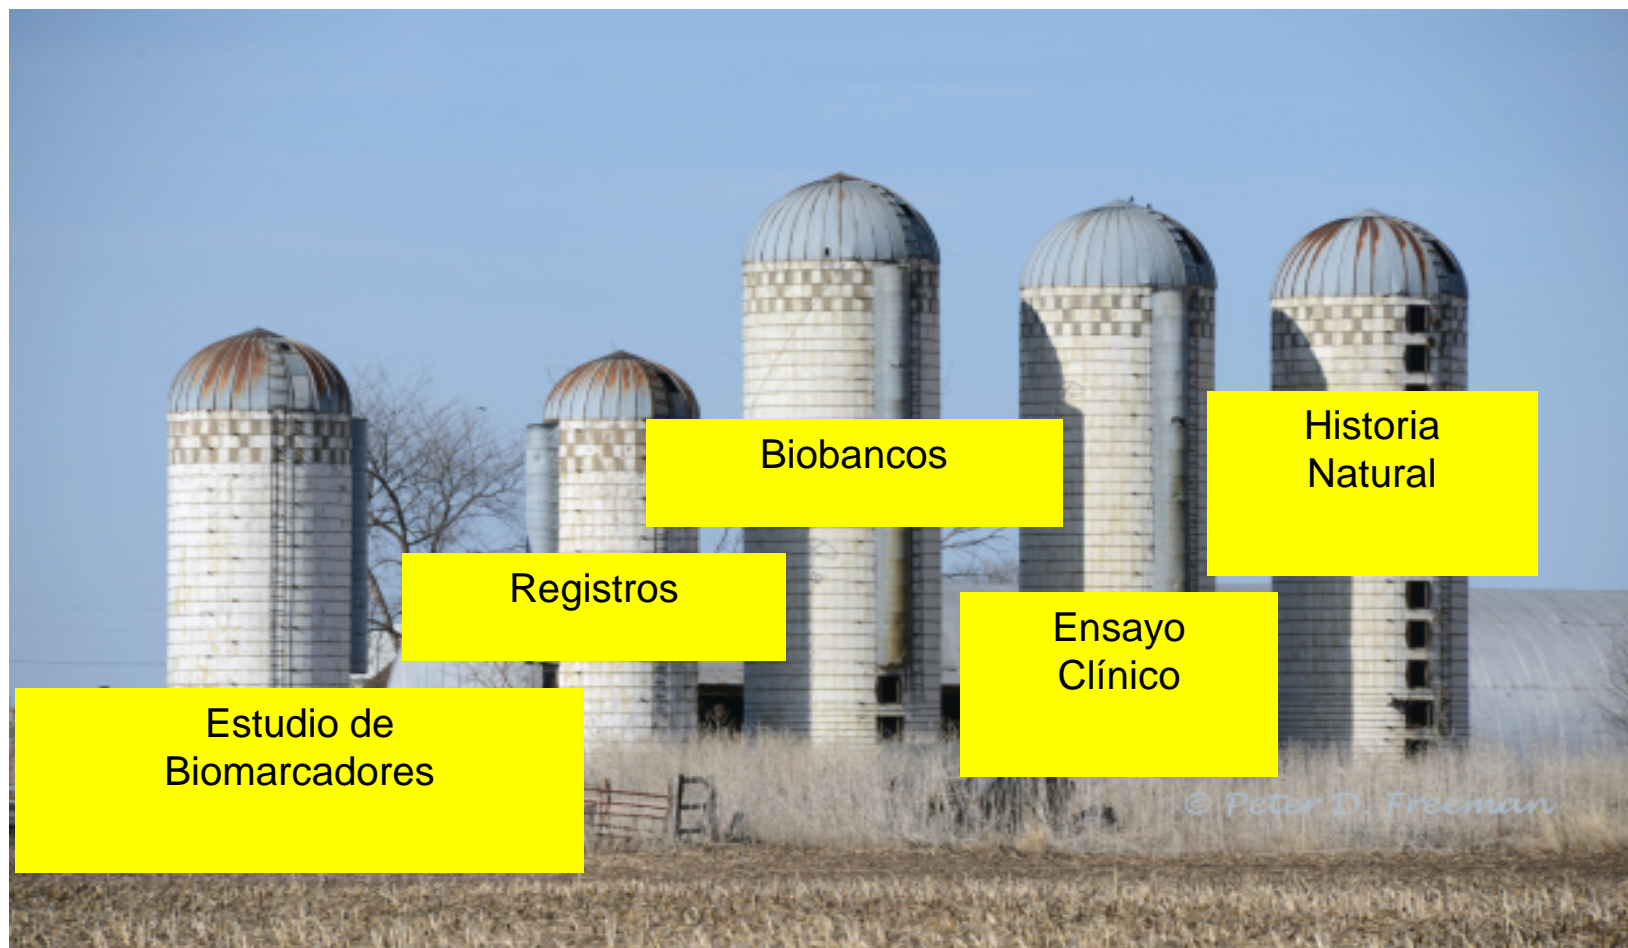 Biobancos
Historia
Natural
Registros
Ensayo
Clínico
Estudio de
Biomarcadores
© Peter D. Freeman